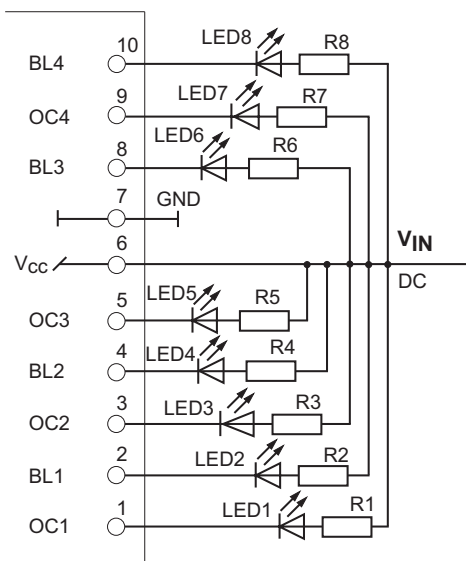 LED8 R8
10
BL4
LED7 R7
9
OC4
LED6 R6
8
BL3
7 GND
6
VCC
VIN
DC
LED5 R5
5
OC3
LED4 R4
4
BL2
LED3 R3
3
OC2
LED2 R2
2
BL1
LED1 R1
1
OC1